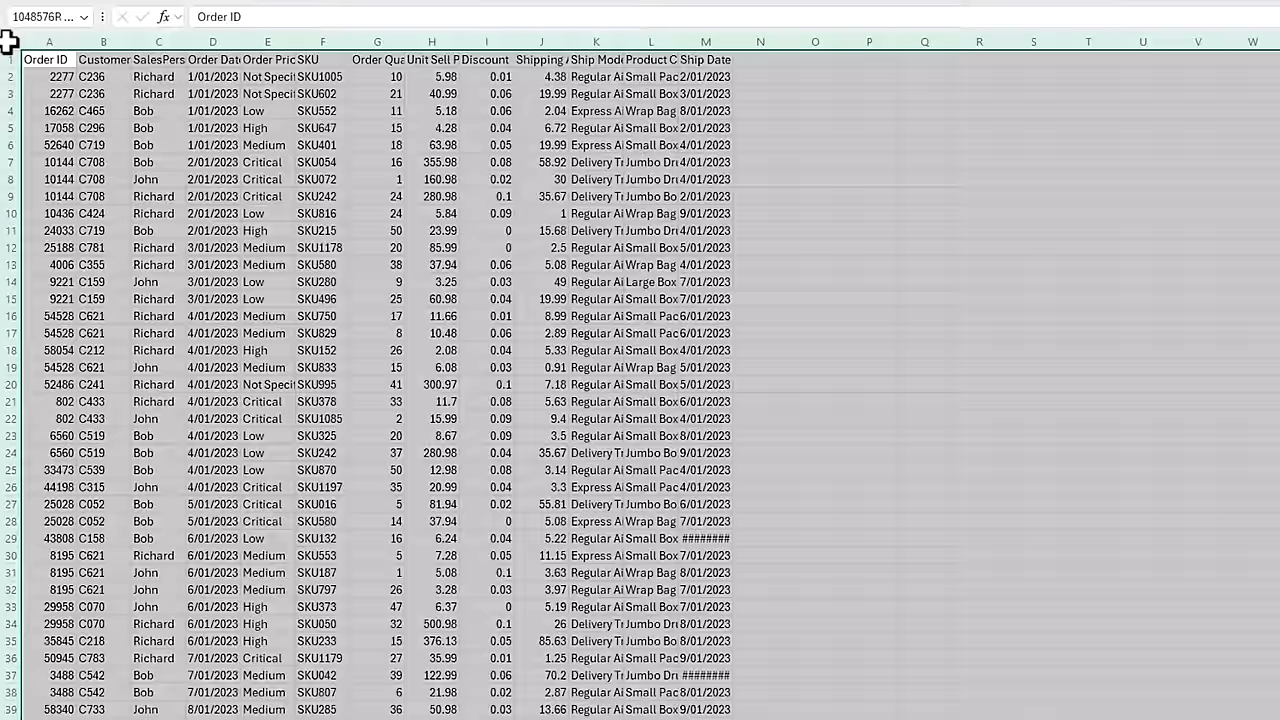 1048576R ... fx Order ID
A B C D E F G H I J K L M N O P Q R S T U V W
1 Order ID Customer SalesPers Order Dat Order Pric SKU Order Qua Unit Sell P Discount Shipping A Ship Mode Product C Ship Date
2 2277 C236 Richard 1/01/2023 Not Specif SKU1005 10 5.98 0.01 4.38 Regular Ai Small Pac 2/01/2023
3 2277 C236 Richard 1/01/2023 Not Specif SKU602 21 40.99 0.06 19.99 Regular Ai Small Box 3/01/2023
4 16262 C465 Bob 1/01/2023 Low SKU552 11 5.18 0.06 2.04 Express Ai Wrap Bag 8/01/2023
5 17058 C296 Bob 1/01/2023 High SKU647 15 4.28 0.04 6.72 Regular Ai Small Box 2/01/2023
6 52640 C719 Bob 1/01/2023 Medium SKU401 18 63.98 0.05 19.99 Express Ai Small Box 4/01/2023
7 10144 C708 Bob 2/01/2023 Critical SKU054 16 355.98 0.08 58.92 Delivery Tr Jumbo Dru 4/01/2023
8 10144 C708 John 2/01/2023 Critical SKU072 1 160.98 0.02 30 Delivery Tr Jumbo Dru 4/01/2023
9 10144 C708 Richard 2/01/2023 Critical SKU242 24 280.98 0.1 35.67 Delivery Tr Jumbo Bo 2/01/2023
10 10436 C424 Richard 2/01/2023 Low SKU816 24 5.84 0.09 1 Regular Ai Wrap Bag 9/01/2023
11 24033 C719 Bob 2/01/2023 High SKU215 50 23.99 0 15.68 Delivery Tr Jumbo Dru 4/01/2023
12 25188 C781 Richard 3/01/2023 Medium SKU1178 20 85.99 0 2.5 Regular Ai Small Box 5/01/2023
13 4006 C355 Richard 3/01/2023 Medium SKU580 38 37.94 0.06 5.08 Regular Ai Wrap Bag 4/01/2023
14 9221 C159 John 3/01/2023 Low SKU280 9 3.25 0.03 49 Regular Ai Large Box 7/01/2023
15 9221 C159 Richard 3/01/2023 Low SKU496 25 60.98 0.04 19.99 Regular Ai Small Box 7/01/2023
16 54528 C621 Richard 4/01/2023 Medium SKU750 17 11.66 0.01 8.99 Regular Ai Small Pac 6/01/2023
17 54528 C621 Richard 4/01/2023 Medium SKU829 8 10.48 0.06 2.89 Regular Ai Small Pac 6/01/2023
18 58054 C212 Richard 4/01/2023 High SKU152 26 2.08 0.04 5.33 Regular Ai Small Box 4/01/2023
19 54528 C621 John 4/01/2023 Medium SKU833 15 6.08 0.03 0.91 Regular Ai Wrap Bag 5/01/2023
20 52486 C241 Richard 4/01/2023 Not Specif SKU995 41 300.97 0.1 7.18 Regular Ai Small Box 5/01/2023
21 802 C433 Richard 4/01/2023 Critical SKU378 33 11.7 0.08 5.63 Regular Ai Small Box 6/01/2023
22 802 C433 John 4/01/2023 Critical SKU1085 2 15.99 0.09 9.4 Regular Ai Small Box 6/01/2023
23 6560 C519 Bob 4/01/2023 Low SKU325 20 8.67 0.09 3.5 Regular Ai Small Box 8/01/2023
24 6560 C519 Bob 4/01/2023 Low SKU242 37 280.98 0.04 35.67 Delivery Tr Jumbo Bo 9/01/2023
25 33473 C539 Bob 4/01/2023 Low SKU870 50 12.98 0.08 3.14 Regular Ai Small Pac 4/01/2023
26 44198 C315 John 4/01/2023 Critical SKU1197 35 20.99 0.04 3.3 Express Ai Small Pac 6/01/2023
27 25028 C052 Bob 5/01/2023 Critical SKU016 5 81.94 0.02 55.81 Delivery Tr Jumbo Bo 6/01/2023
28 25028 C052 Bob 5/01/2023 Critical SKU580 14 37.94 0 5.08 Express Ai Wrap Bag 7/01/2023
29 43808 C158 Bob 6/01/2023 Low SKU132 16 6.24 0.04 5.22 Regular Ai Small Box ########
30 8195 C621 Richard 6/01/2023 Medium SKU553 5 7.28 0.05 11.15 Express Ai Small Pac 7/01/2023
31 8195 C621 John 6/01/2023 Medium SKU187 1 5.08 0.1 3.63 Regular Ai Wrap Bag 8/01/2023
32 8195 C621 John 6/01/2023 Medium SKU797 26 3.28 0.03 3.97 Regular Ai Wrap Bag 7/01/2023
33 29958 C070 John 6/01/2023 High SKU373 47 6.37 0 5.19 Regular Ai Small Box 7/01/2023
34 29958 C070 Richard 6/01/2023 High SKU050 32 500.98 0.1 26 Delivery Tr Jumbo Dru 8/01/2023
35 35845 C218 Richard 6/01/2023 High SKU233 15 376.13 0.05 85.63 Delivery Tr Jumbo Bo 8/01/2023
36 50945 C783 Richard 7/01/2023 Critical SKU1179 27 35.99 0.01 1.25 Regular Ai Small Pac 9/01/2023
37 3488 C542 Bob 7/01/2023 Medium SKU042 39 122.99 0.06 70.2 Delivery Tr Jumbo Dru ########
38 3488 C542 Bob 7/01/2023 Medium SKU807 6 21.98 0.02 2.87 Regular Ai Small Pac 8/01/2023
39 58340 C733 John 8/01/2023 Medium SKU285 36 50.98 0.03 13.66 Regular Ai Small Box 9/01/2023